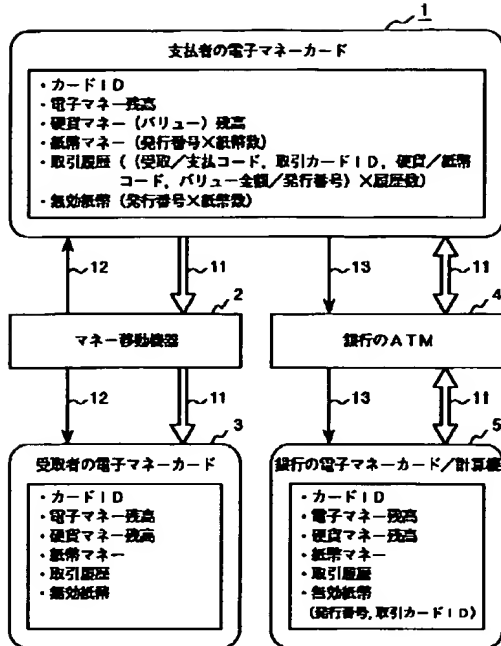 1
支払者の電子マネーカード
・カードID
・電子マネー残高
・硬貨マネー(バリュー)残高
・紙幣マネー(発行番号×紙幣数)
・取引履歴((受取/支払コード,取引カードID,硬貨/紙幣
コード,バリュー金額/発行番号)×履歴数)
・無効紙幣(発行番号×紙幣数)
12 11 13 11
2 4
マネー移動機器 銀行のATM
12 11 13 11
3 5
受取者の電子マネーカード 銀行の電子マネーカード/計算機
・カードID ・カードID
・電子マネー残高 ・電子マネー残高
・硬貨マネー残高 ・硬貨マネー残高
・紙幣マネー ・紙幣マネー
・取引履歴 ・取引履歴
・無効紙幣 ・無効紙幣
(発行番号,取引カードID)